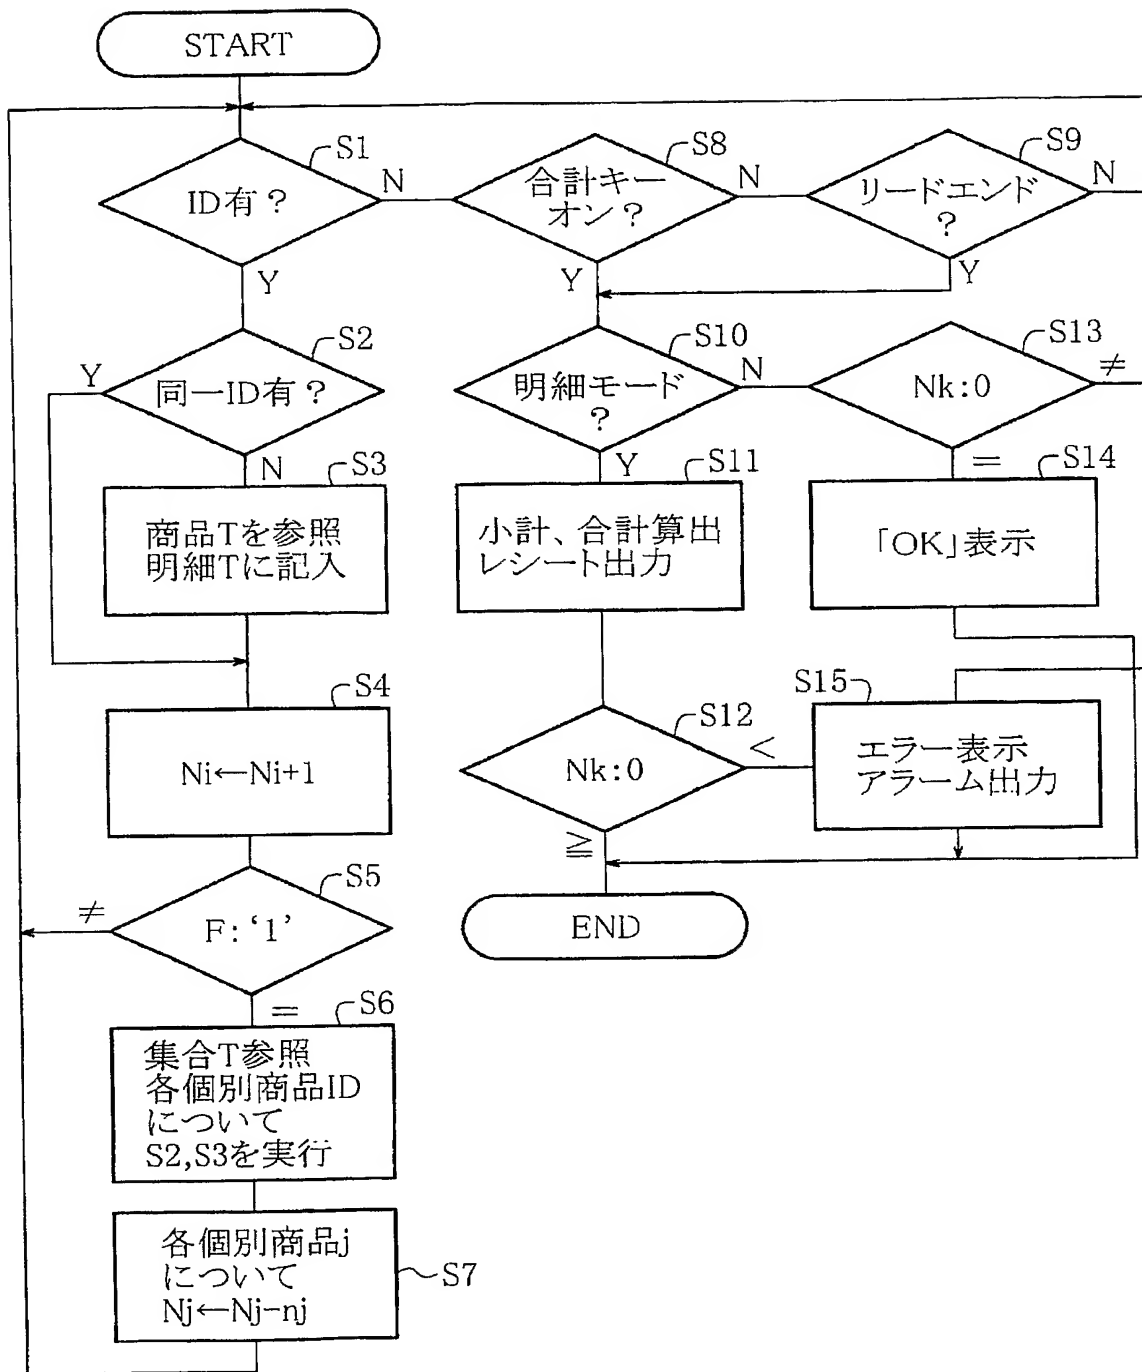 START
S1
ID有？
N
Y
S8
合計キー
オン？
N
Y
S9
リードエンド
？
N
Y
S2
同一ID有？
Y
N
S10
明細モード
？
N
Y
S13
Nk:0
≠
=
S3
商品Tを参照
明細Tに記入
S11
小計、合計算出
レシート出力
S14
「OK」表示
S4
Ni←Ni+1
S12
Nk:0
<
≧
S15
エラー表示
アラーム出力
S5
F:‘1’
≠
=
END
S6
集合T参照
各個別商品ID
について
S2,S3を実行
各個別商品j
について
Nj←Nj-nj
S7